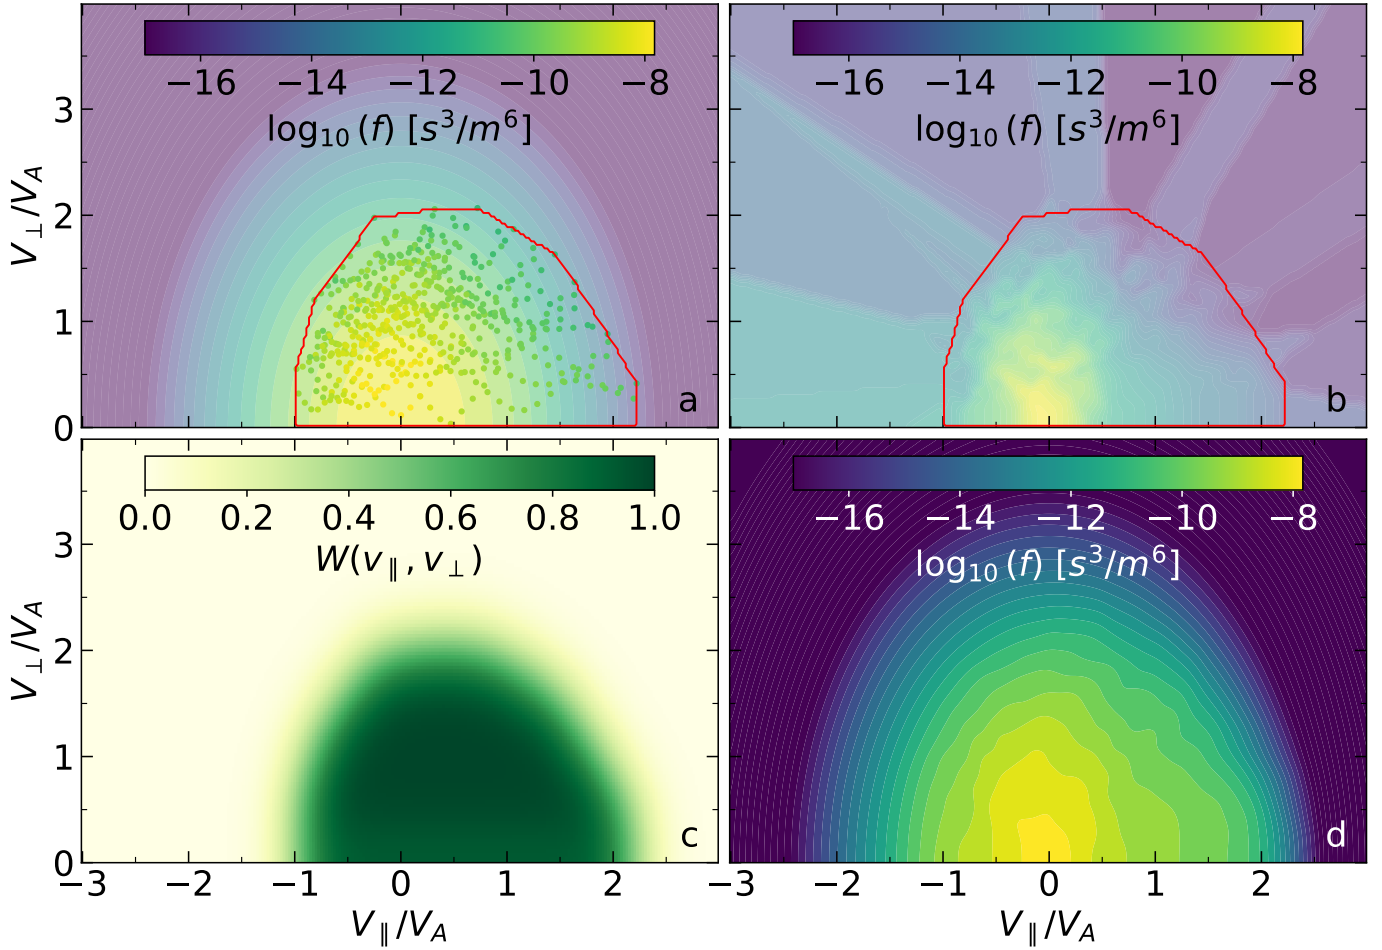 −16 −14 −12 −10 −8
log₁₀ (f) [s³/m⁶]
3
2
1
0
V⊥/V_A
a
−16 −14 −12 −10 −8
log₁₀ (f) [s³/m⁶]
b
0.0 0.2 0.4 0.6 0.8 1.0
W(v∥, v⊥)
3
2
1
0
V⊥/V_A
c
−3 −2 −1 0 1 2
V∥/V_A
−16 −14 −12 −10 −8
log₁₀ (f) [s³/m⁶]
d
−3 −2 −1 0 1 2
V∥/V_A